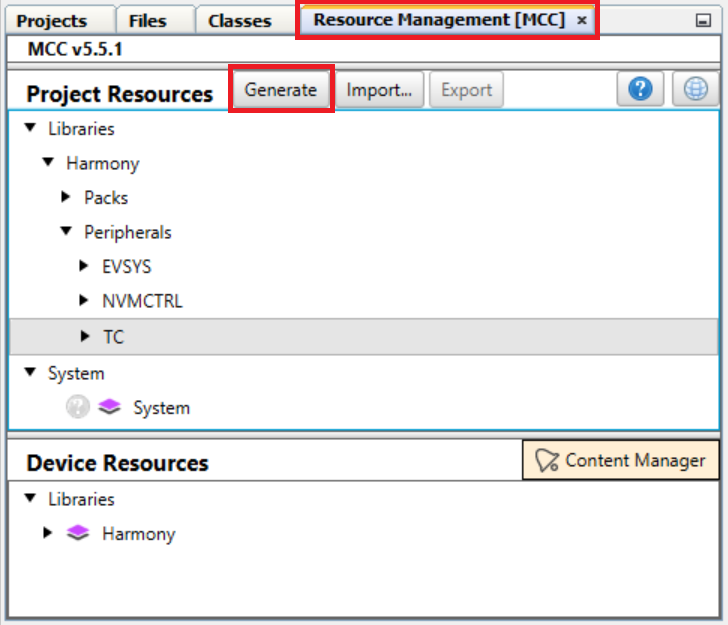 Projects Files Classes Resource Management [MCC] ×
MCC v5.5.1
Project Resources Generate Import... Export ?
Libraries
Harmony
Packs
Peripherals
EVSYS
NVMCTRL
TC
System
? System
Device Resources Content Manager
Libraries
Harmony